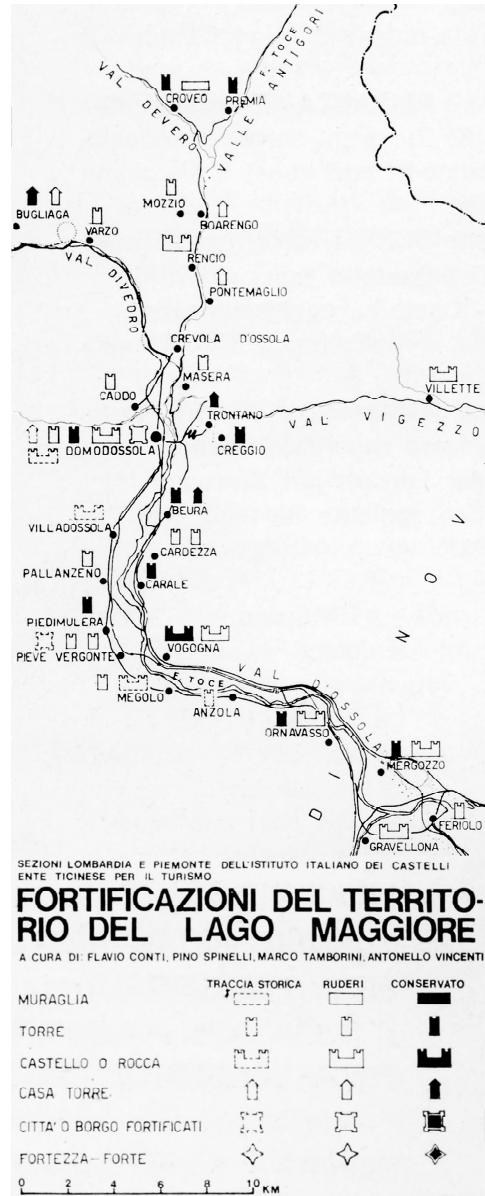 VAL DEVERO
CROVEO
PREMIA
F. TOCE
VALLE ANTIGORI
MOZZIO
BOARENGO
BUGLIAGA
VARZO
RENCIO
VAL DIVEDRO
PONTEMAGLIO
CREVOLA D'OSSOLA
MASERA
CADDO
VILLETTE
TRONTANO
VAL VIGEZZO
DOMODOSSOLA
CREGGIO
BEURA
VILLADOSSOLA
CARDEZZA
PALLANZENO
CARALE
PIEDIMULERA
PIEVE VERGONTE
VOGOGNA
VAL D'OSSOLA
F. TOCE
MEGOLO
ANZOLA
ORNAVASSO
MERGOZZO
FERIOLO
GRAVELLONA
DI NOV
SEZIONI LOMBARDIA E PIEMONTE DELL'ISTITUTO ITALIANO DEI CASTELLI
ENTE TICINESE PER IL TURISMO
FORTIFICAZIONI DEL TERRITO-
RIO DEL LAGO MAGGIORE
A CURA DI: FLAVIO CONTI, PINO SPINELLI, MARCO TAMBORINI, ANTONELLO VINCENTI
TRACCIA STORICA RUDERI CONSERVATO
MURAGLIA
TORRE
CASTELLO O ROCCA
CASA TORRE
CITTA' O BORGO FORTIFICATI
FORTEZZA-FORTE
0 2 4 6 8 10 KM